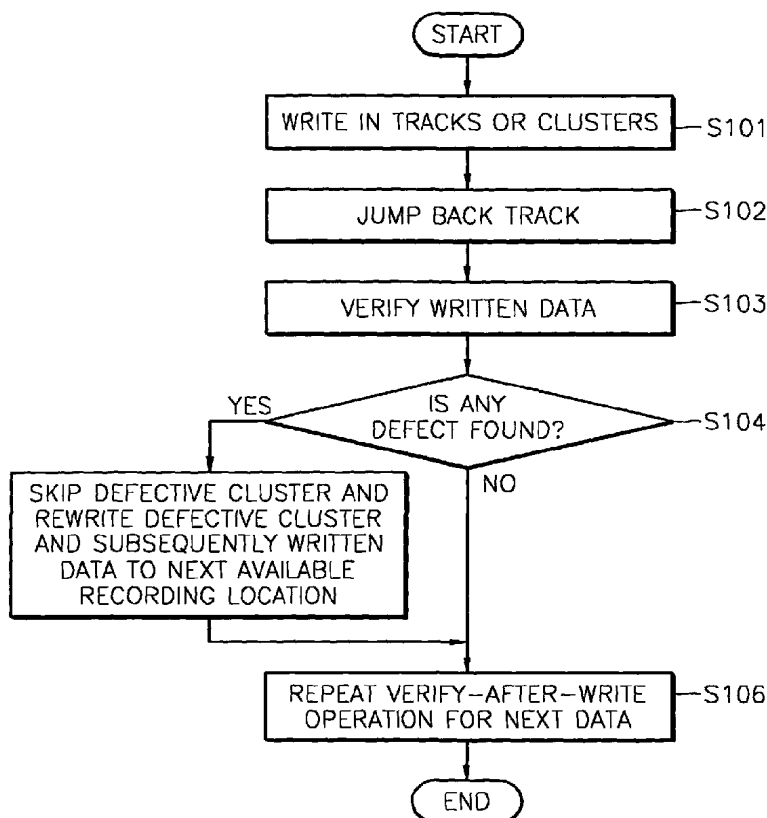 START
WRITE IN TRACKS OR CLUSTERS
S101
JUMP BACK TRACK
S102
VERIFY WRITTEN DATA
S103
IS ANY
DEFECT FOUND?
S104
YES
NO
SKIP DEFECTIVE CLUSTER AND
REWRITE DEFECTIVE CLUSTER
AND SUBSEQUENTLY WRITTEN
DATA TO NEXT AVAILABLE
RECORDING LOCATION
REPEAT VERIFY-AFTER-WRITE
OPERATION FOR NEXT DATA
S106
END